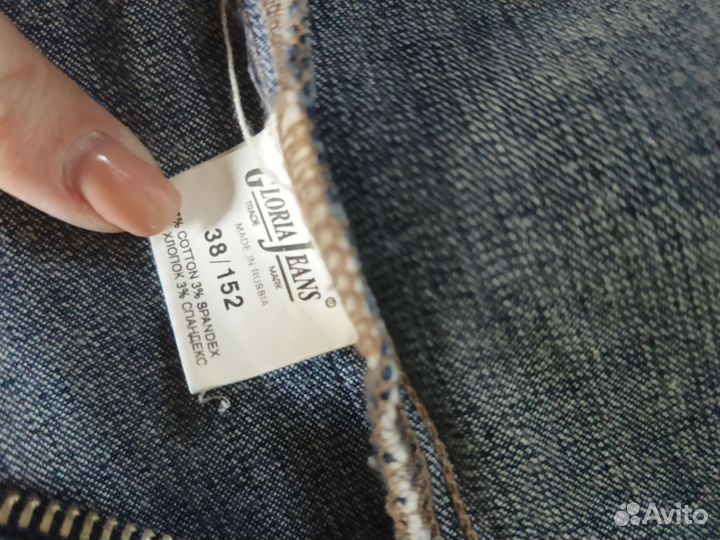 GLORIA JEANS ®
TRADE MARK
MADE IN RUSSIA
38/152
% COTTON 3% SPANDEX
ХЛОПОК 3% СПАНДЕКС
Avito